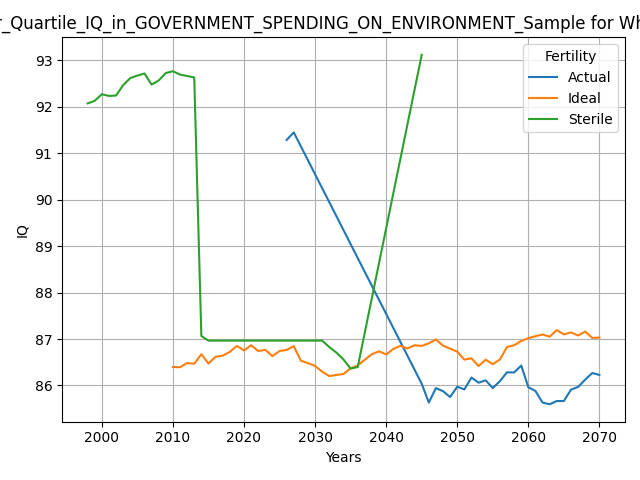 r_Quartile_IQ_in_GOVERNMENT_SPENDING_ON_ENVIRONMENT_Sample for Wh
Fertility
Actual
Ideal
Sterile
93
92
91
90
89
88
87
86
IQ
2000 2010 2020 2030 2040 2050 2060 2070
Years